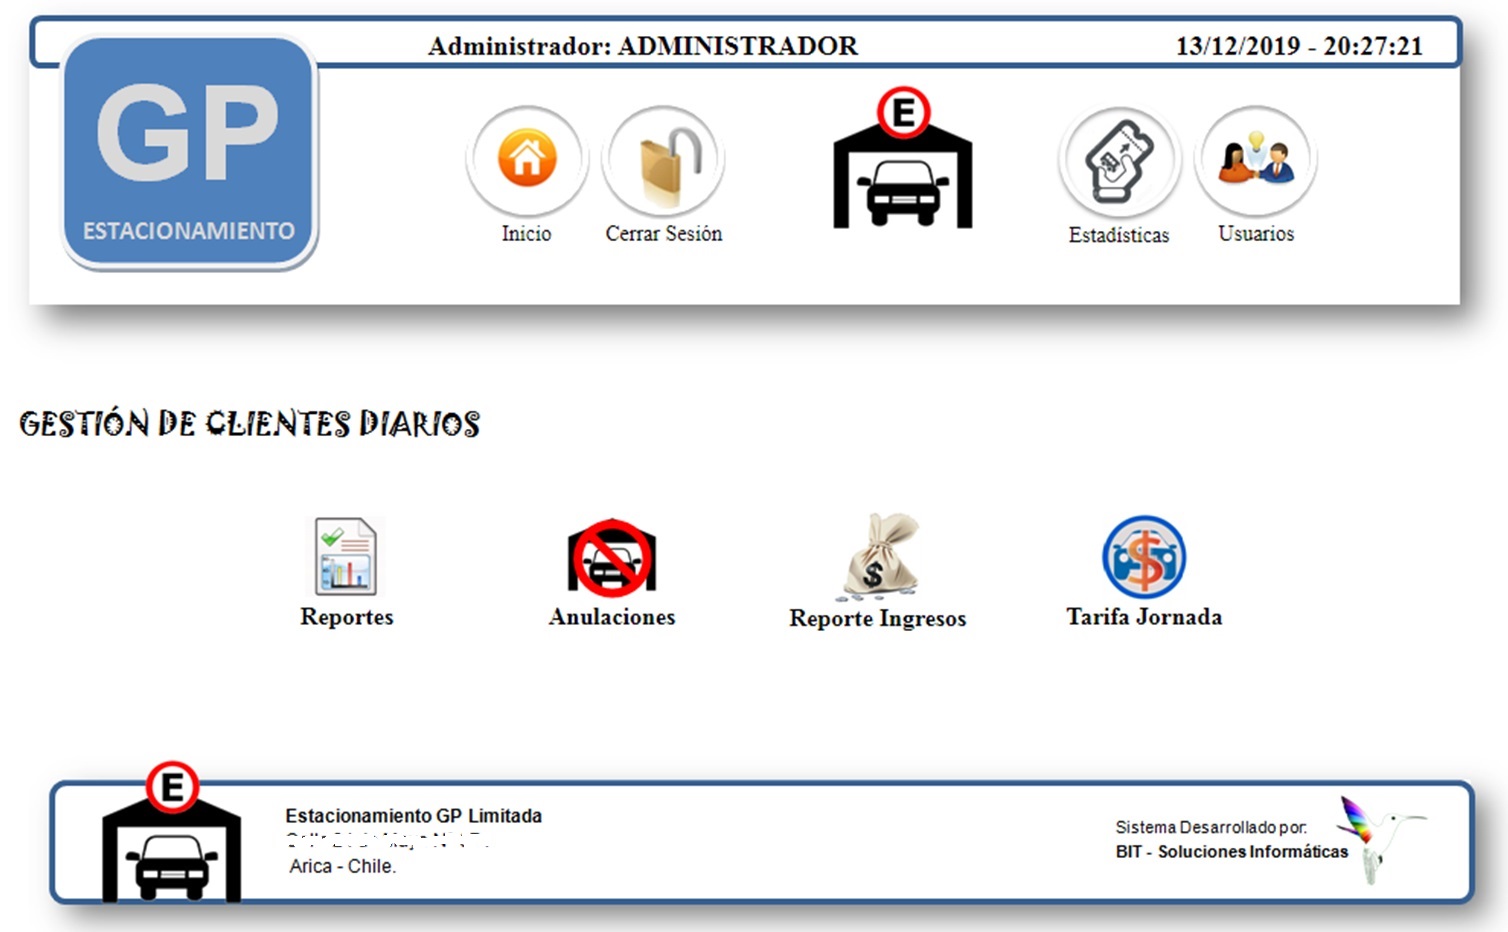 Administrador: ADMINISTRADOR
13/12/2019 - 20:27:21
GP
ESTACIONAMIENTO
E
Inicio
Cerrar Sesión
Estadísticas
Usuarios
GESTIÓN DE CLIENTES DIARIOS
$
$
Reportes
Anulaciones
Reporte Ingresos
Tarifa Jornada
E
Estacionamiento GP Limitada
Arica - Chile.
Sistema Desarrollado por:
BIT - Soluciones Informáticas